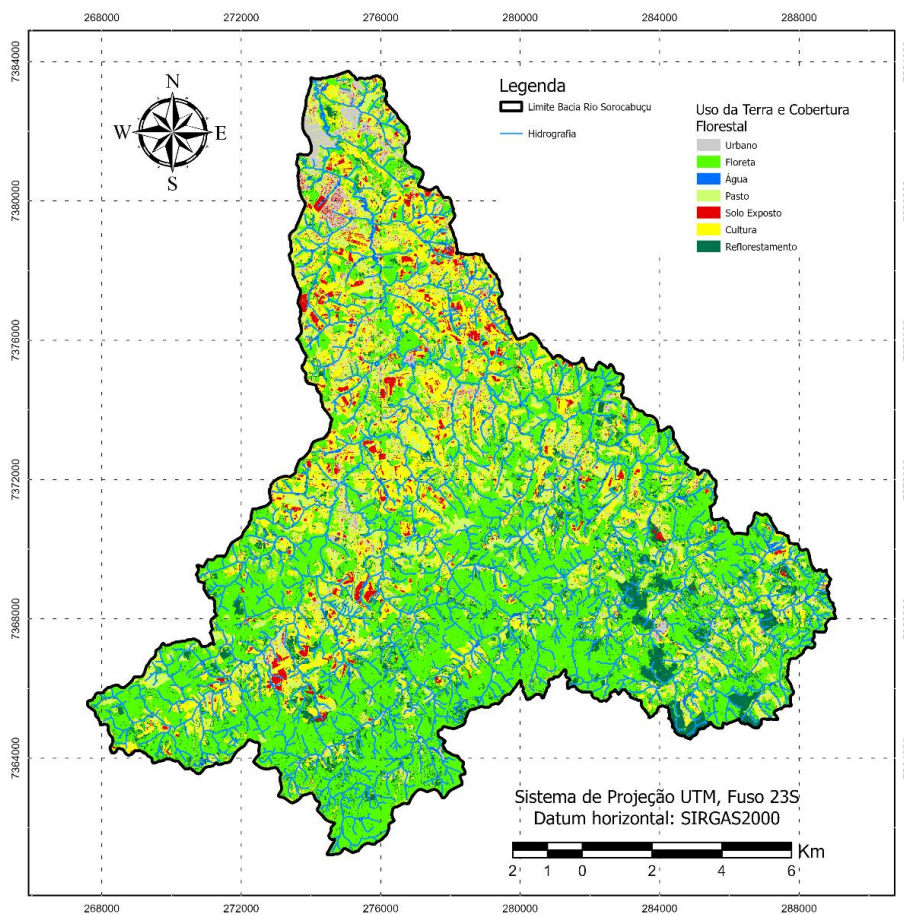 268000 272000 276000 280000 284000 288000
7384000
7380000
7376000
7372000
7368000
7364000
N
W E
S
Legenda
Limite Bacia Rio Sorocabuçu
Hidrografia
Uso da Terra e Cobertura
Florestal
Urbano
Floreta
Água
Pasto
Solo Exposto
Cultura
Reflorestamento
Sistema de Projeção UTM, Fuso 23S
Datum horizontal: SIRGAS2000
Km
2 1 0 2 4 6
268000 272000 276000 280000 284000 288000